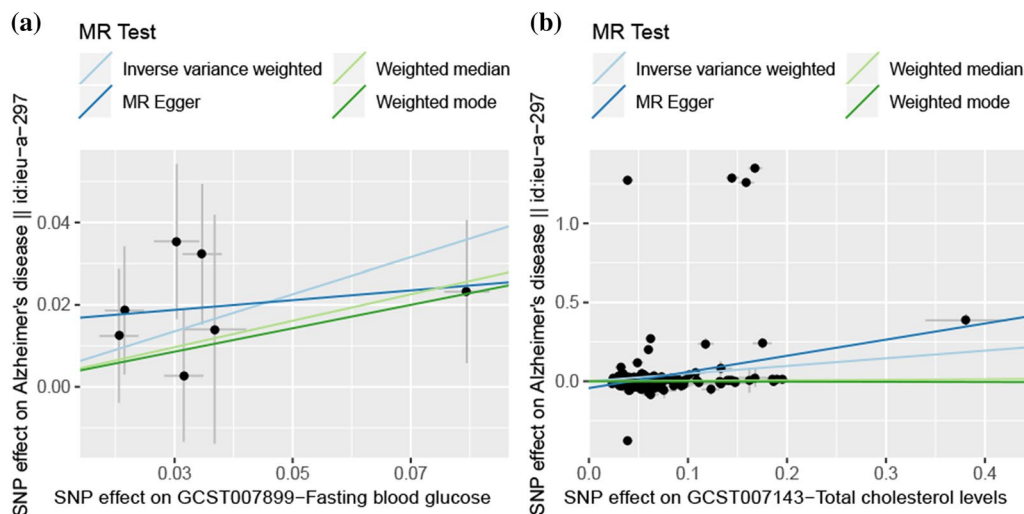 (a)
MR Test
Inverse variance weighted
Weighted median
MR Egger
Weighted mode
SNP effect on Alzheimer's disease || id:ieu−a−297
0.04
0.02
0.00
0.03
0.05
0.07
SNP effect on GCST007899−Fasting blood glucose
(b)
MR Test
Inverse variance weighted
Weighted median
MR Egger
Weighted mode
SNP effect on Alzheimer's disease || id:ieu−a−297
1.0
0.5
0.0
0.0
0.1
0.2
0.3
0.4
SNP effect on GCST007143−Total cholesterol levels